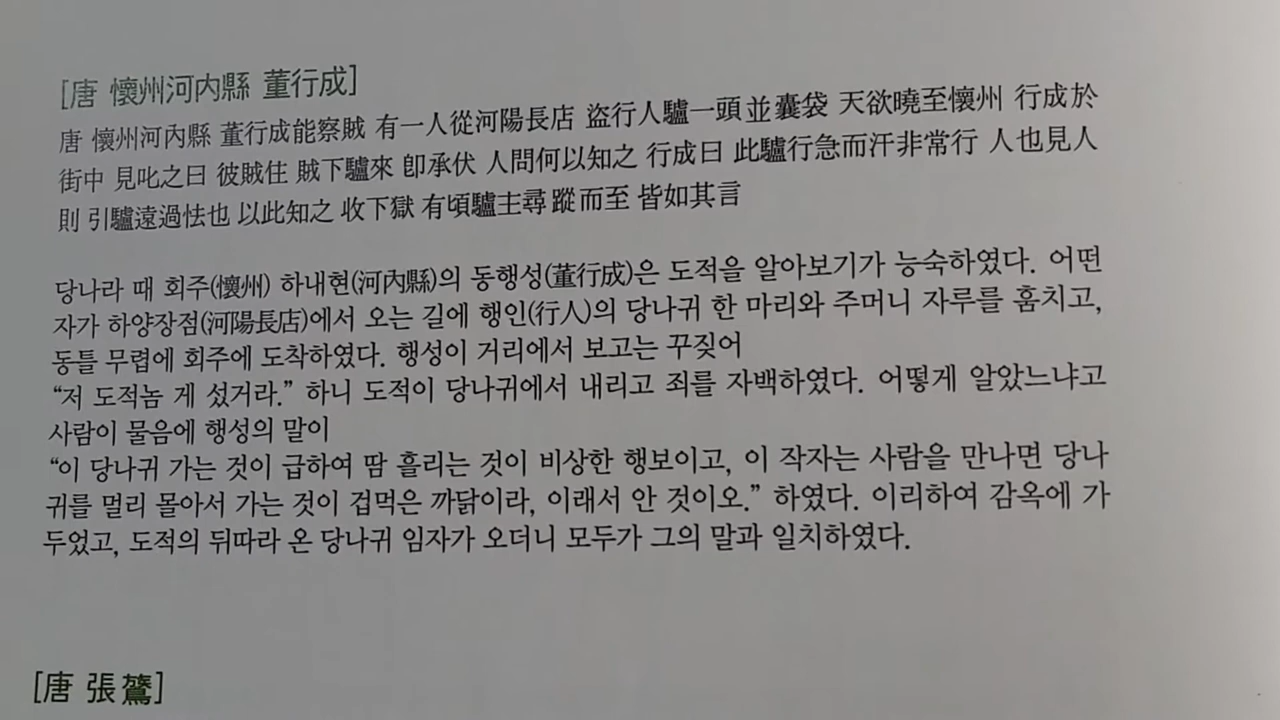 [唐 懷州河内縣 董行成]
唐 懷州河內縣 董行成能察賊 有一人從河陽長店 盜行人驢一頭並囊袋 天欲曉至懷州 行成於
街中 見叱之曰 彼賊住 賊下驢來 卽承伏 人問何以知之 行成曰 此驢行急而汗非常行 人也見人
則 引驢遠過怯也 以此知之 收下獄 有頃驢主尋蹤而至 皆如其言
당나라 때 회주(懷州) 하내현(河內縣)의 동행성(董行成)은 도적을 알아보기가 능숙하였다. 어떤
자가 하양장점(河陽長店)에서 오는 길에 행인(行人)의 당나귀 한 마리와 주머니 자루를 훔치고,
동틀 무렵에 회주에 도착하였다. 행성이 거리에서 보고는 꾸짖어
“저 도적놈 게 섰거라.” 하니 도적이 당나귀에서 내리고 죄를 자백하였다. 어떻게 알았느냐고
사람이 물음에 행성의 말이
“이 당나귀 가는 것이 급하여 땀 흘리는 것이 비상한 행보이고, 이 작자는 사람을 만나면 당나
귀를 멀리 몰아서 가는 것이 겁먹은 까닭이라, 이래서 안 것이오.” 하였다. 이리하여 감옥에 가
두었고, 도적의 뒤따라 온 당나귀 임자가 오더니 모두가 그의 말과 일치하였다.
[唐 張鷟]